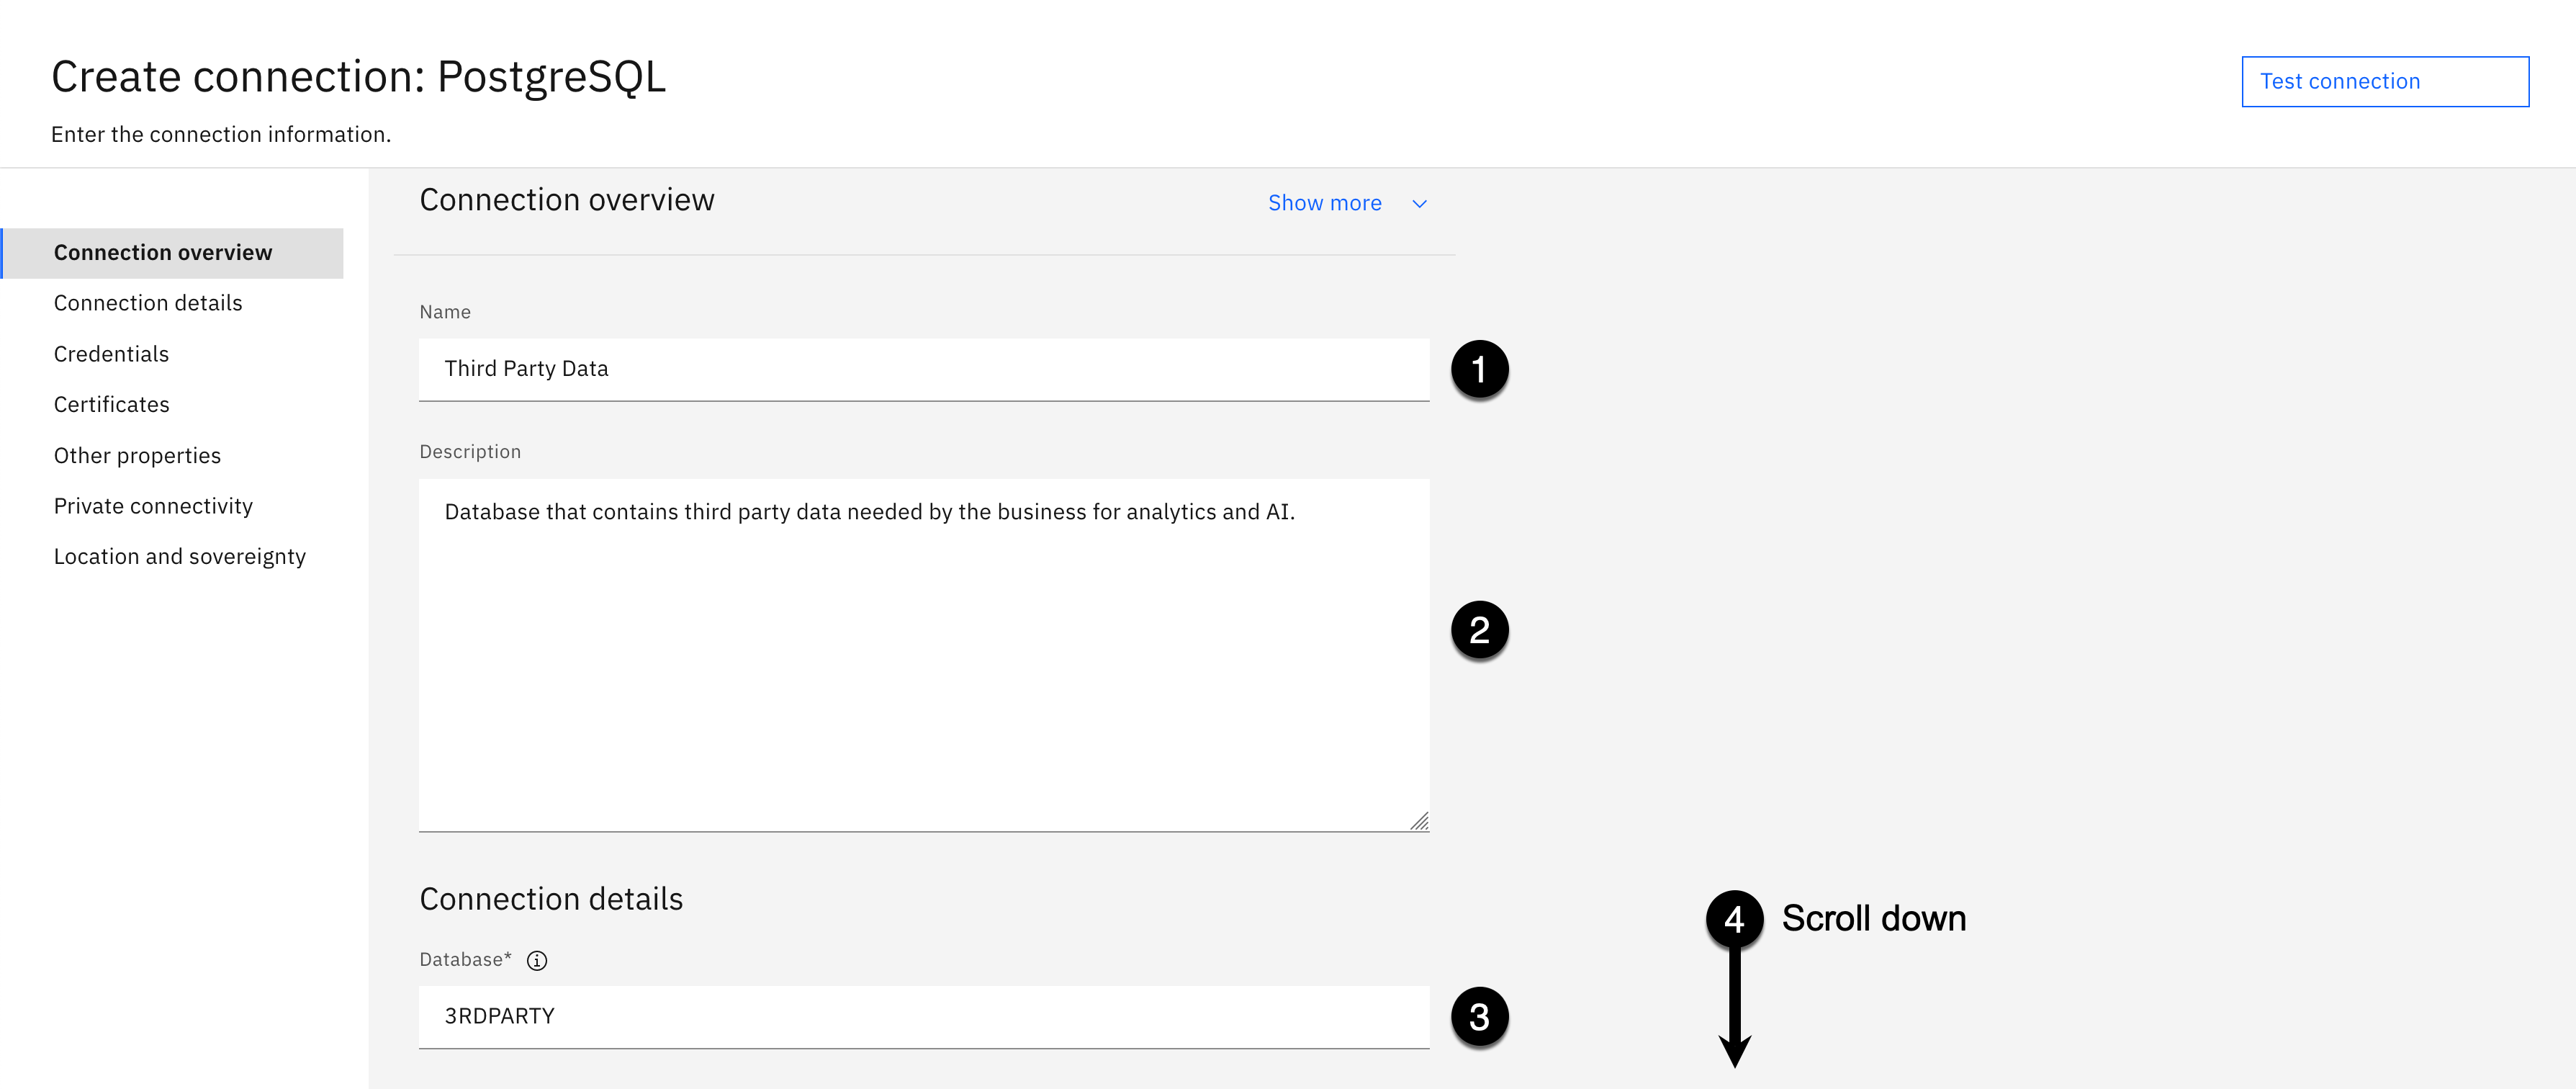 Create connection: PostgreSQL
Test connection
Enter the connection information.
Connection overview
Connection details
Credentials
Certificates
Other properties
Private connectivity
Location and sovereignty
Connection overview
Show more
Name
Third Party Data
1
Description
Database that contains third party data needed by the business for analytics and AI.
2
Connection details
4 Scroll down
Database*
3RDPARTY
3